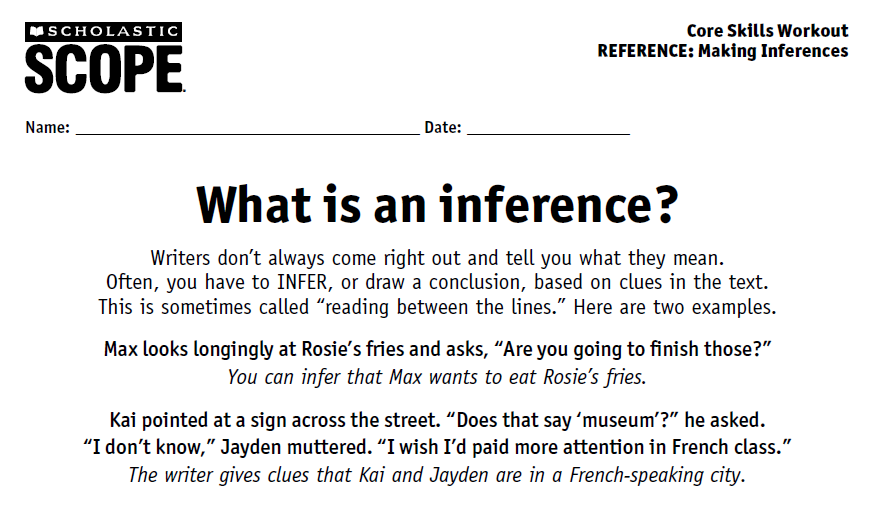 SCHOLASTIC
SCOPE
Core Skills Workout
REFERENCE: Making Inferences
Name: ______________________ Date: ______________
What is an inference?
Writers don’t always come right out and tell you what they mean.
Often, you have to INFER, or draw a conclusion, based on clues in the text.
This is sometimes called “reading between the lines.” Here are two examples.
Max looks longingly at Rosie’s fries and asks, “Are you going to finish those?”
You can infer that Max wants to eat Rosie’s fries.
Kai pointed at a sign across the street. “Does that say ‘museum’?” he asked.
“I don’t know,” Jayden muttered. “I wish I’d paid more attention in French class.”
The writer gives clues that Kai and Jayden are in a French-speaking city.